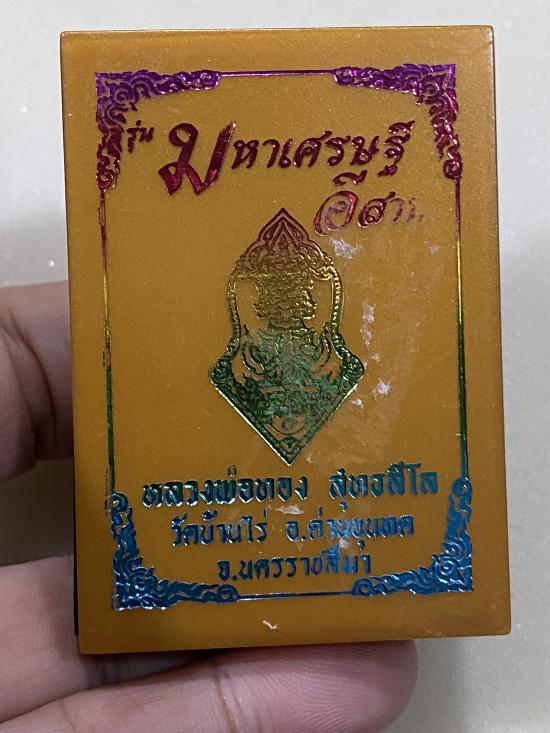 รุ่น มหาเศรษฐี
อีสาน
หลวงพ่อทอง สุทธสีโล
วัดบ้านไร่ อ.ด่านขุนทด
จ.นครราชสีมา